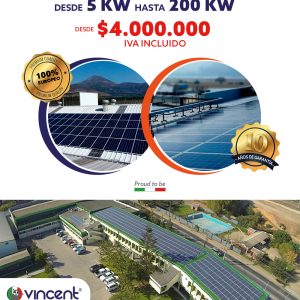 DESDE 5 KW HASTA 200 KW
DESDE $4.000.000
IVA INCLUIDO
100%
EUROPEO
10
AÑOS DE GARANTÍA
Proud to be
vincent